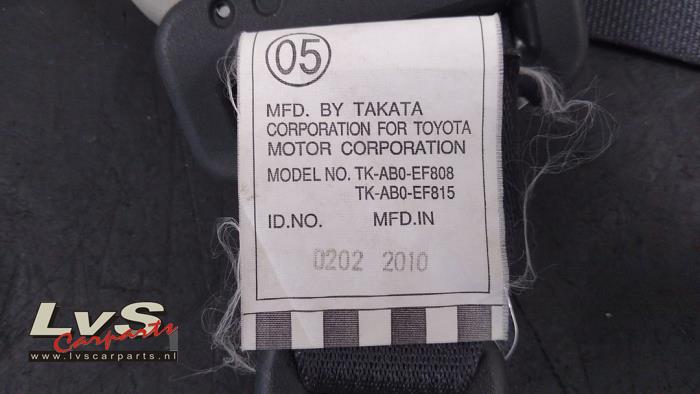 05
MFD. BY TAKATA
CORPORATION FOR TOYOTA
MOTOR CORPORATION
MODEL NO. TK-AB0-EF808
TK-AB0-EF815
ID.NO. MFD.IN
0202 2010
LvS
Carparts
www.lvscarparts.nl